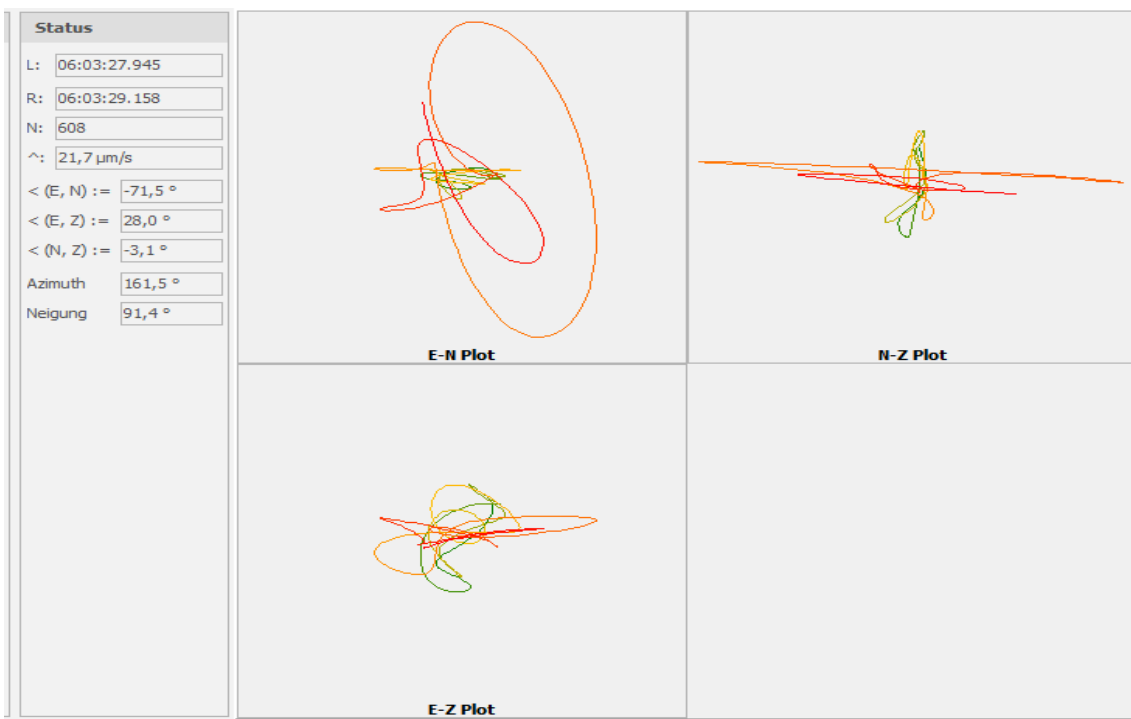 Status
L: 06:03:27.945
R: 06:03:29.158
N: 608
^: 21,7 µm/s
< (E, N) := -71,5 °
< (E, Z) := 28,0 °
< (N, Z) := -3,1 °
Azimuth 161,5 °
Neigung 91,4 °
E-N Plot
N-Z Plot
E-Z Plot